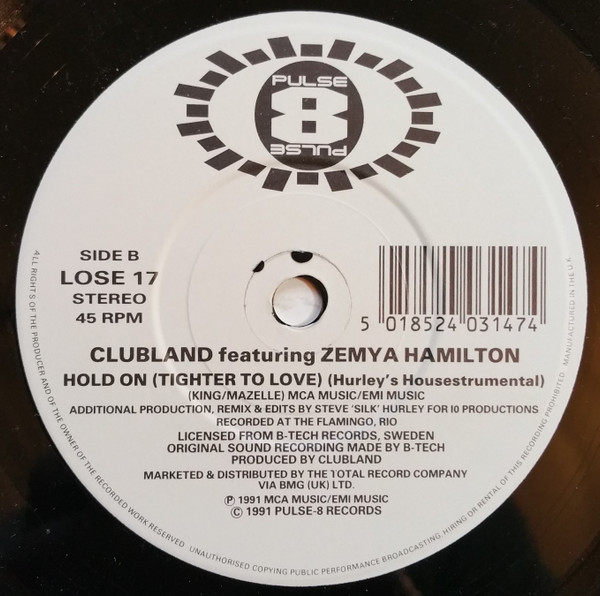 PULSE
8
PULSE
SIDE B
LOSE 17
STEREO
45 RPM
5 018524 031474
CLUBLAND featuring ZEMYA HAMILTON
HOLD ON (TIGHTER TO LOVE) (Hurley's Housestrumental)
(KING/MAZELLE) MCA MUSIC/EMI MUSIC
ADDITIONAL PRODUCTION, REMIX & EDITS BY STEVE 'SILK' HURLEY FOR I0 PRODUCTIONS
RECORDED AT THE FLAMINGO, RIO
LICENSED FROM B-TECH RECORDS, SWEDEN
ORIGINAL SOUND RECORDING MADE BY B-TECH
PRODUCED BY CLUBLAND
MARKETED & DISTRIBUTED BY THE TOTAL RECORD COMPANY
VIA BMG (UK) LTD.
Ⓟ 1991 MCA MUSIC/EMI MUSIC
© 1991 PULSE-8 RECORDS
ALL RIGHTS OF THE PRODUCER AND OF THE OWNER OF THE RECORDED WORK RESERVED UNAUTHORISED COPYING PUBLIC PERFORMANCE BROADCASTING, HIRING OR RENTAL OF THIS RECORDING PROHIBITED MANUFACTURED IN THE U.K.